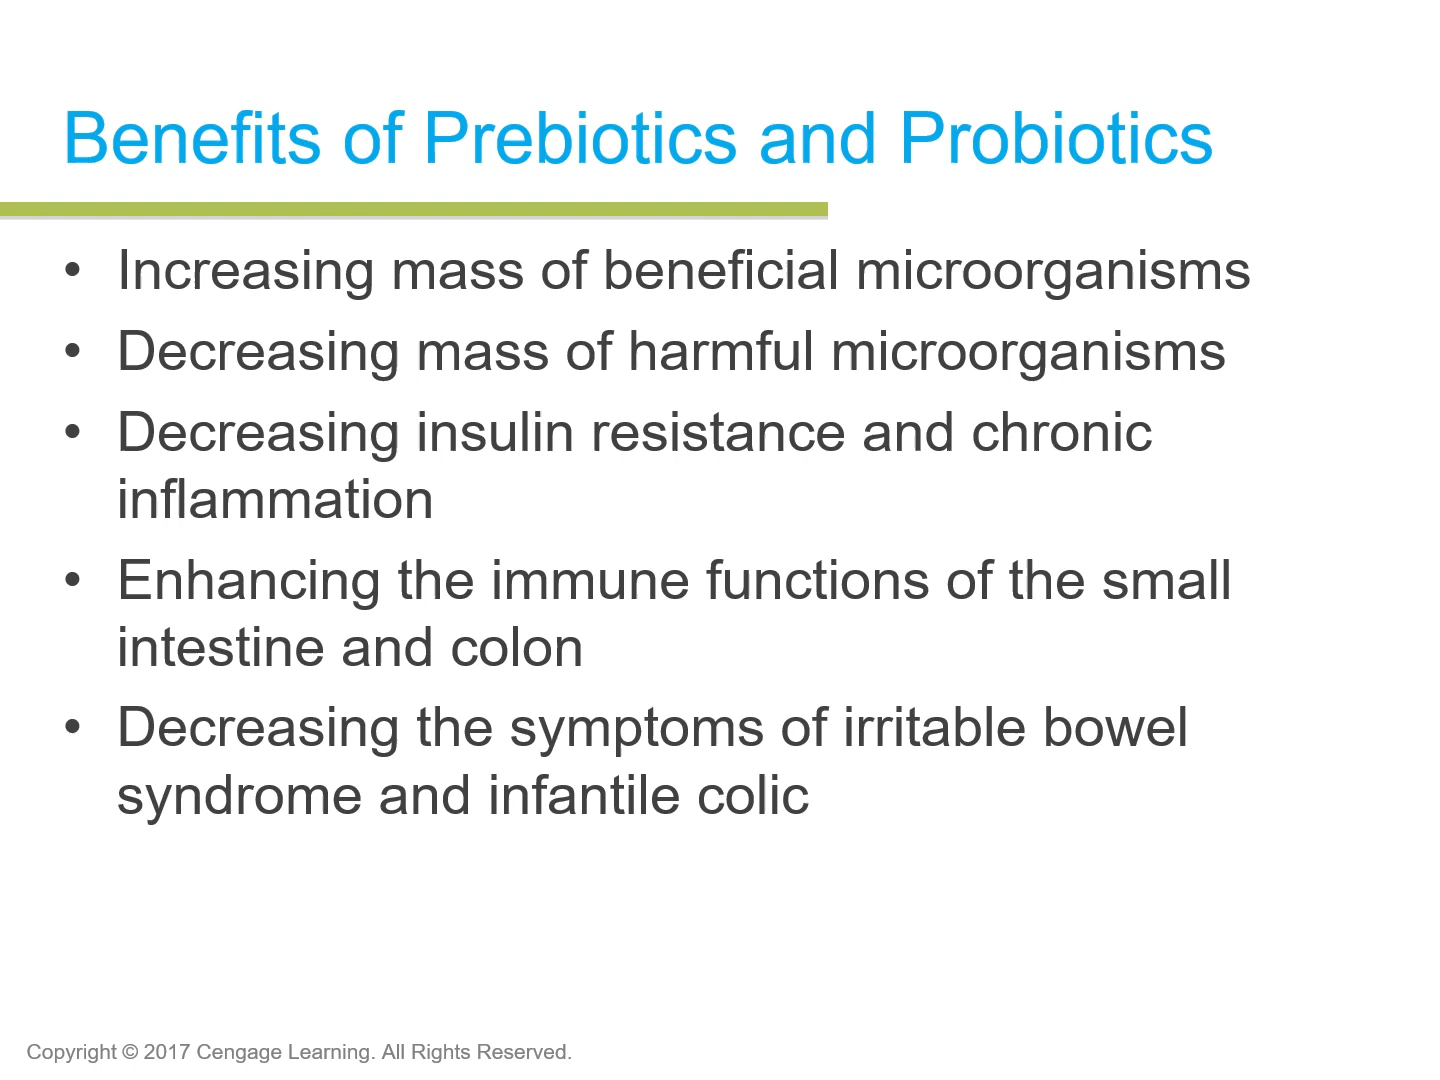 Benefits of Prebiotics and Probiotics
• Increasing mass of beneficial microorganisms
• Decreasing mass of harmful microorganisms
• Decreasing insulin resistance and chronic
inflammation
• Enhancing the immune functions of the small
intestine and colon
• Decreasing the symptoms of irritable bowel
syndrome and infantile colic
Copyright © 2017 Cengage Learning. All Rights Reserved.